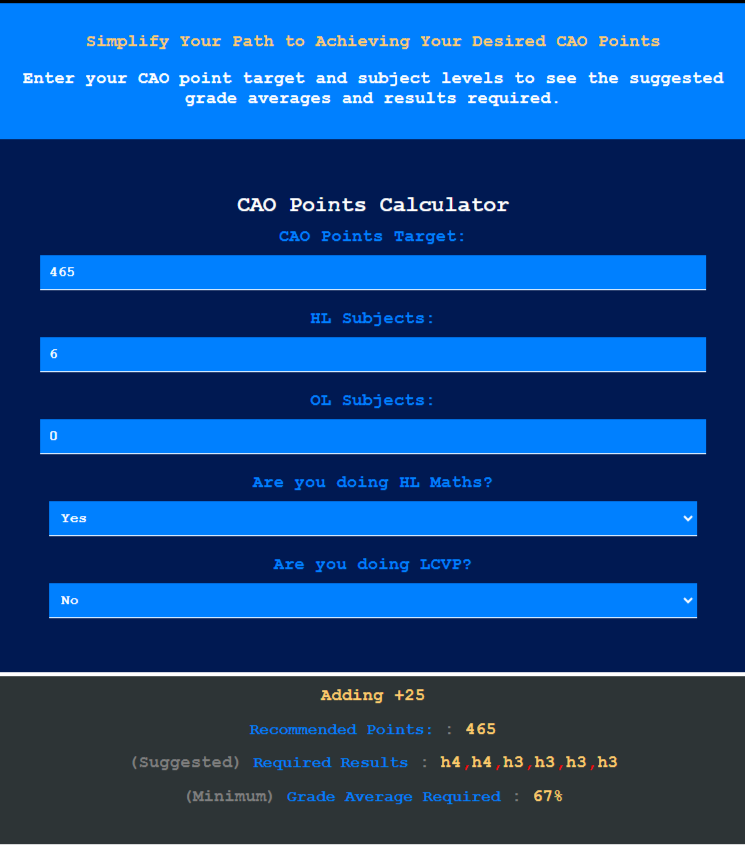 Simplify Your Path to Achieving Your Desired CAO Points
Enter your CAO point target and subject levels to see the suggested
grade averages and results required.
CAO Points Calculator
CAO Points Target:
465
HL Subjects:
6
OL Subjects:
0
Are you doing HL Maths?
Yes
Are you doing LCVP?
No
Adding +25
Recommended Points: : 465
(Suggested) Required Results : h4,h4,h3,h3,h3,h3
(Minimum) Grade Average Required : 67%